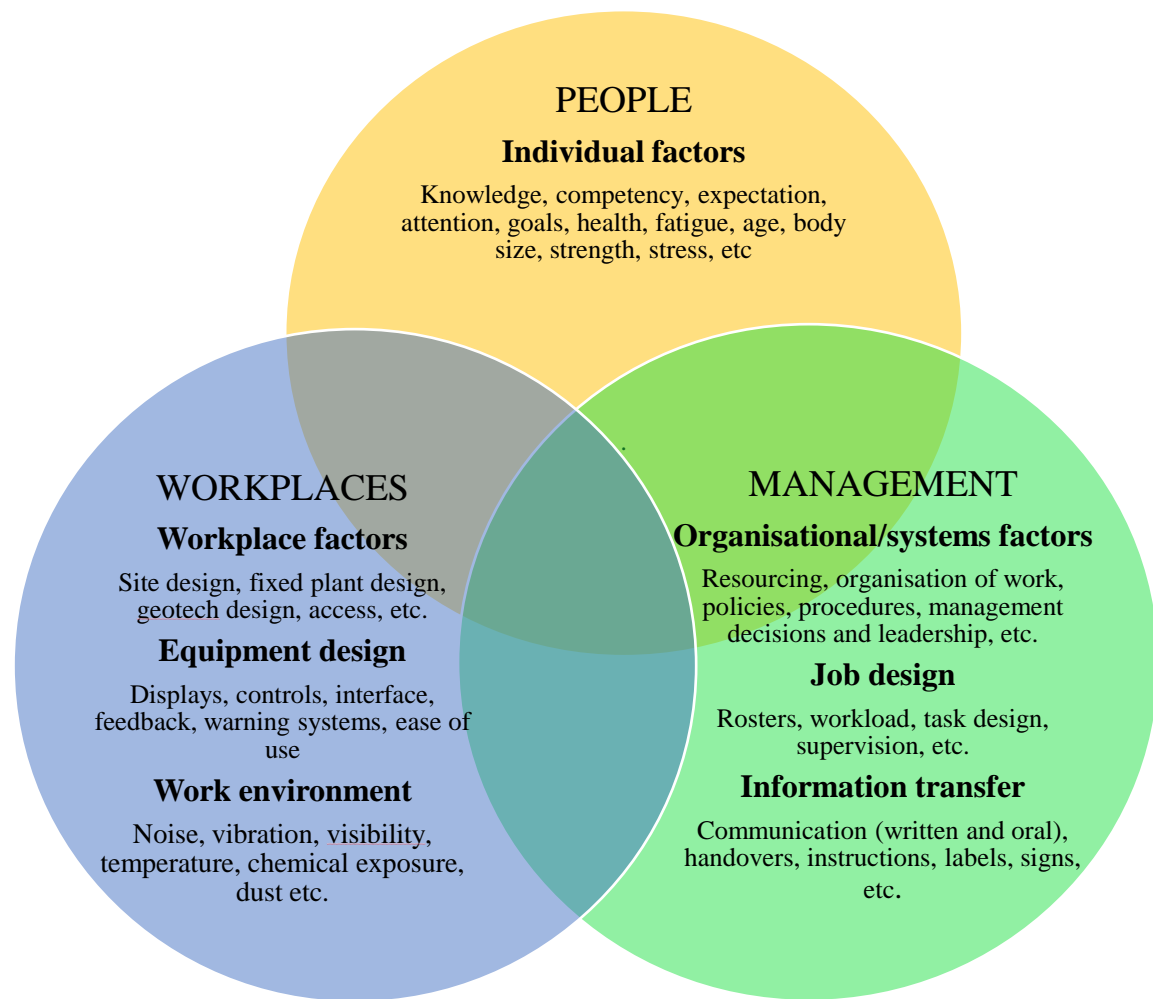 PEOPLE
Individual factors
Knowledge, competency, expectation,
attention, goals, health, fatigue, age, body
size, strength, stress, etc
WORKPLACES
Workplace factors
Site design, fixed plant design,
geotech design, access, etc.
Equipment design
Displays, controls, interface,
feedback, warning systems, ease of
use
Work environment
Noise, vibration, visibility,
temperature, chemical exposure,
dust etc.
MANAGEMENT
Organisational/systems factors
Resourcing, organisation of work,
policies, procedures, management
decisions and leadership, etc.
Job design
Rosters, workload, task design,
supervision, etc.
Information transfer
Communication (written and oral),
handovers, instructions, labels, signs,
etc.